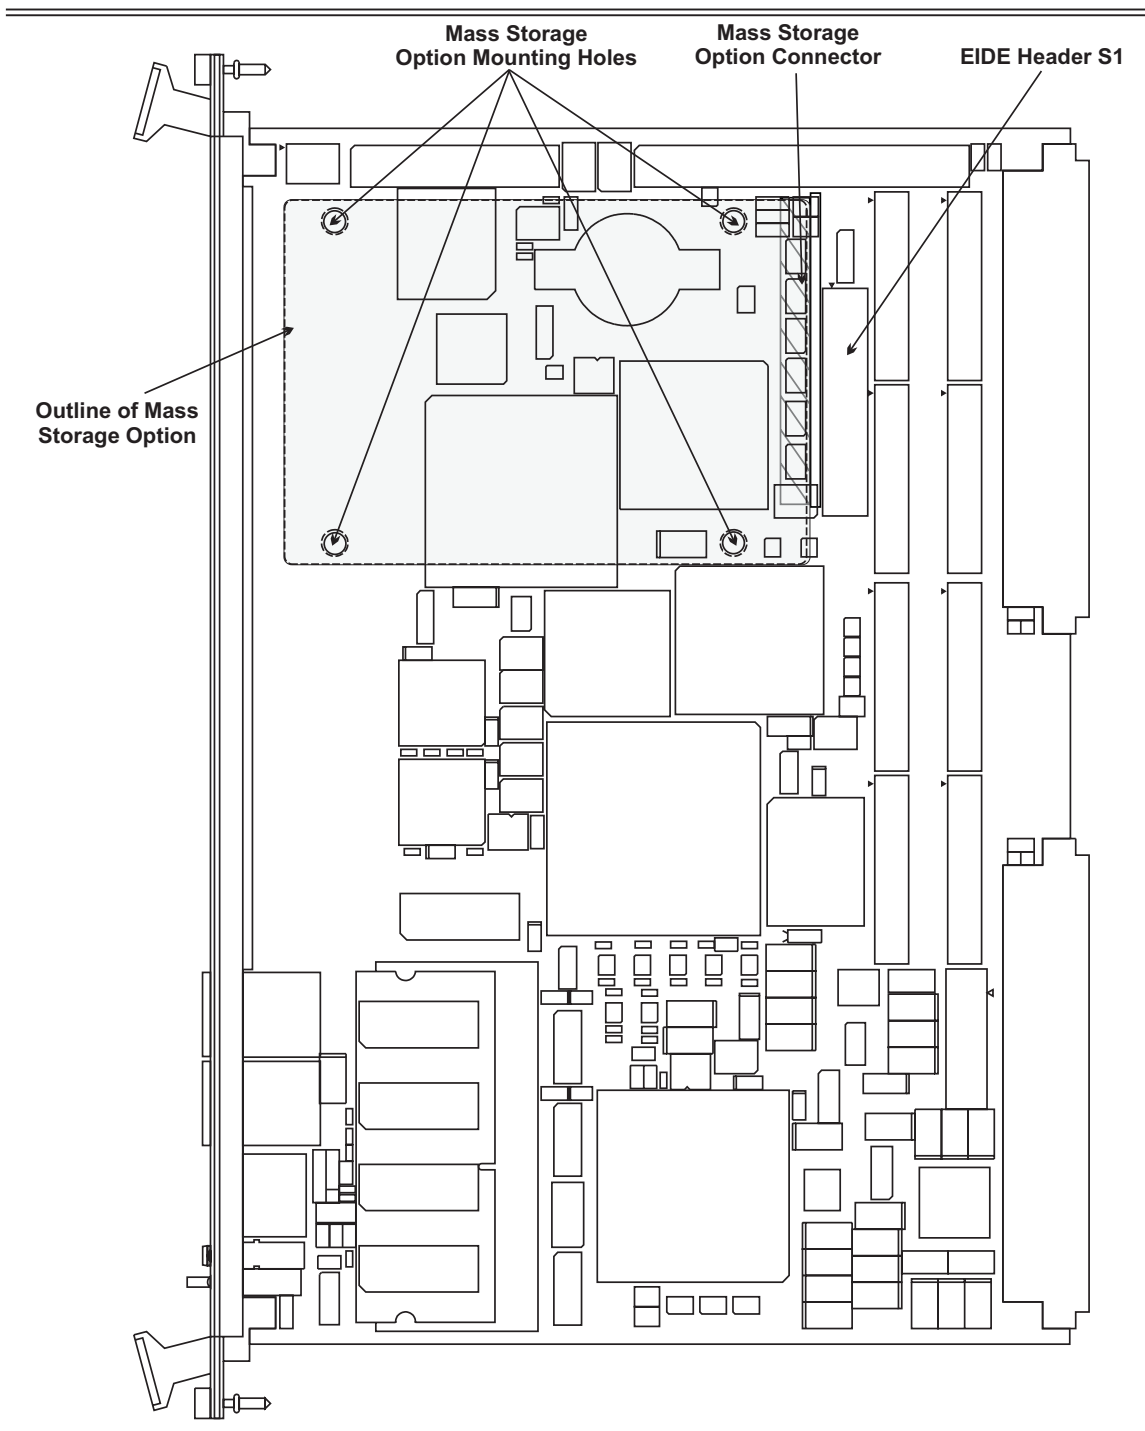 Mass Storage
Option Mounting Holes
Mass Storage
Option Connector
EIDE Header S1
Outline of Mass
Storage Option